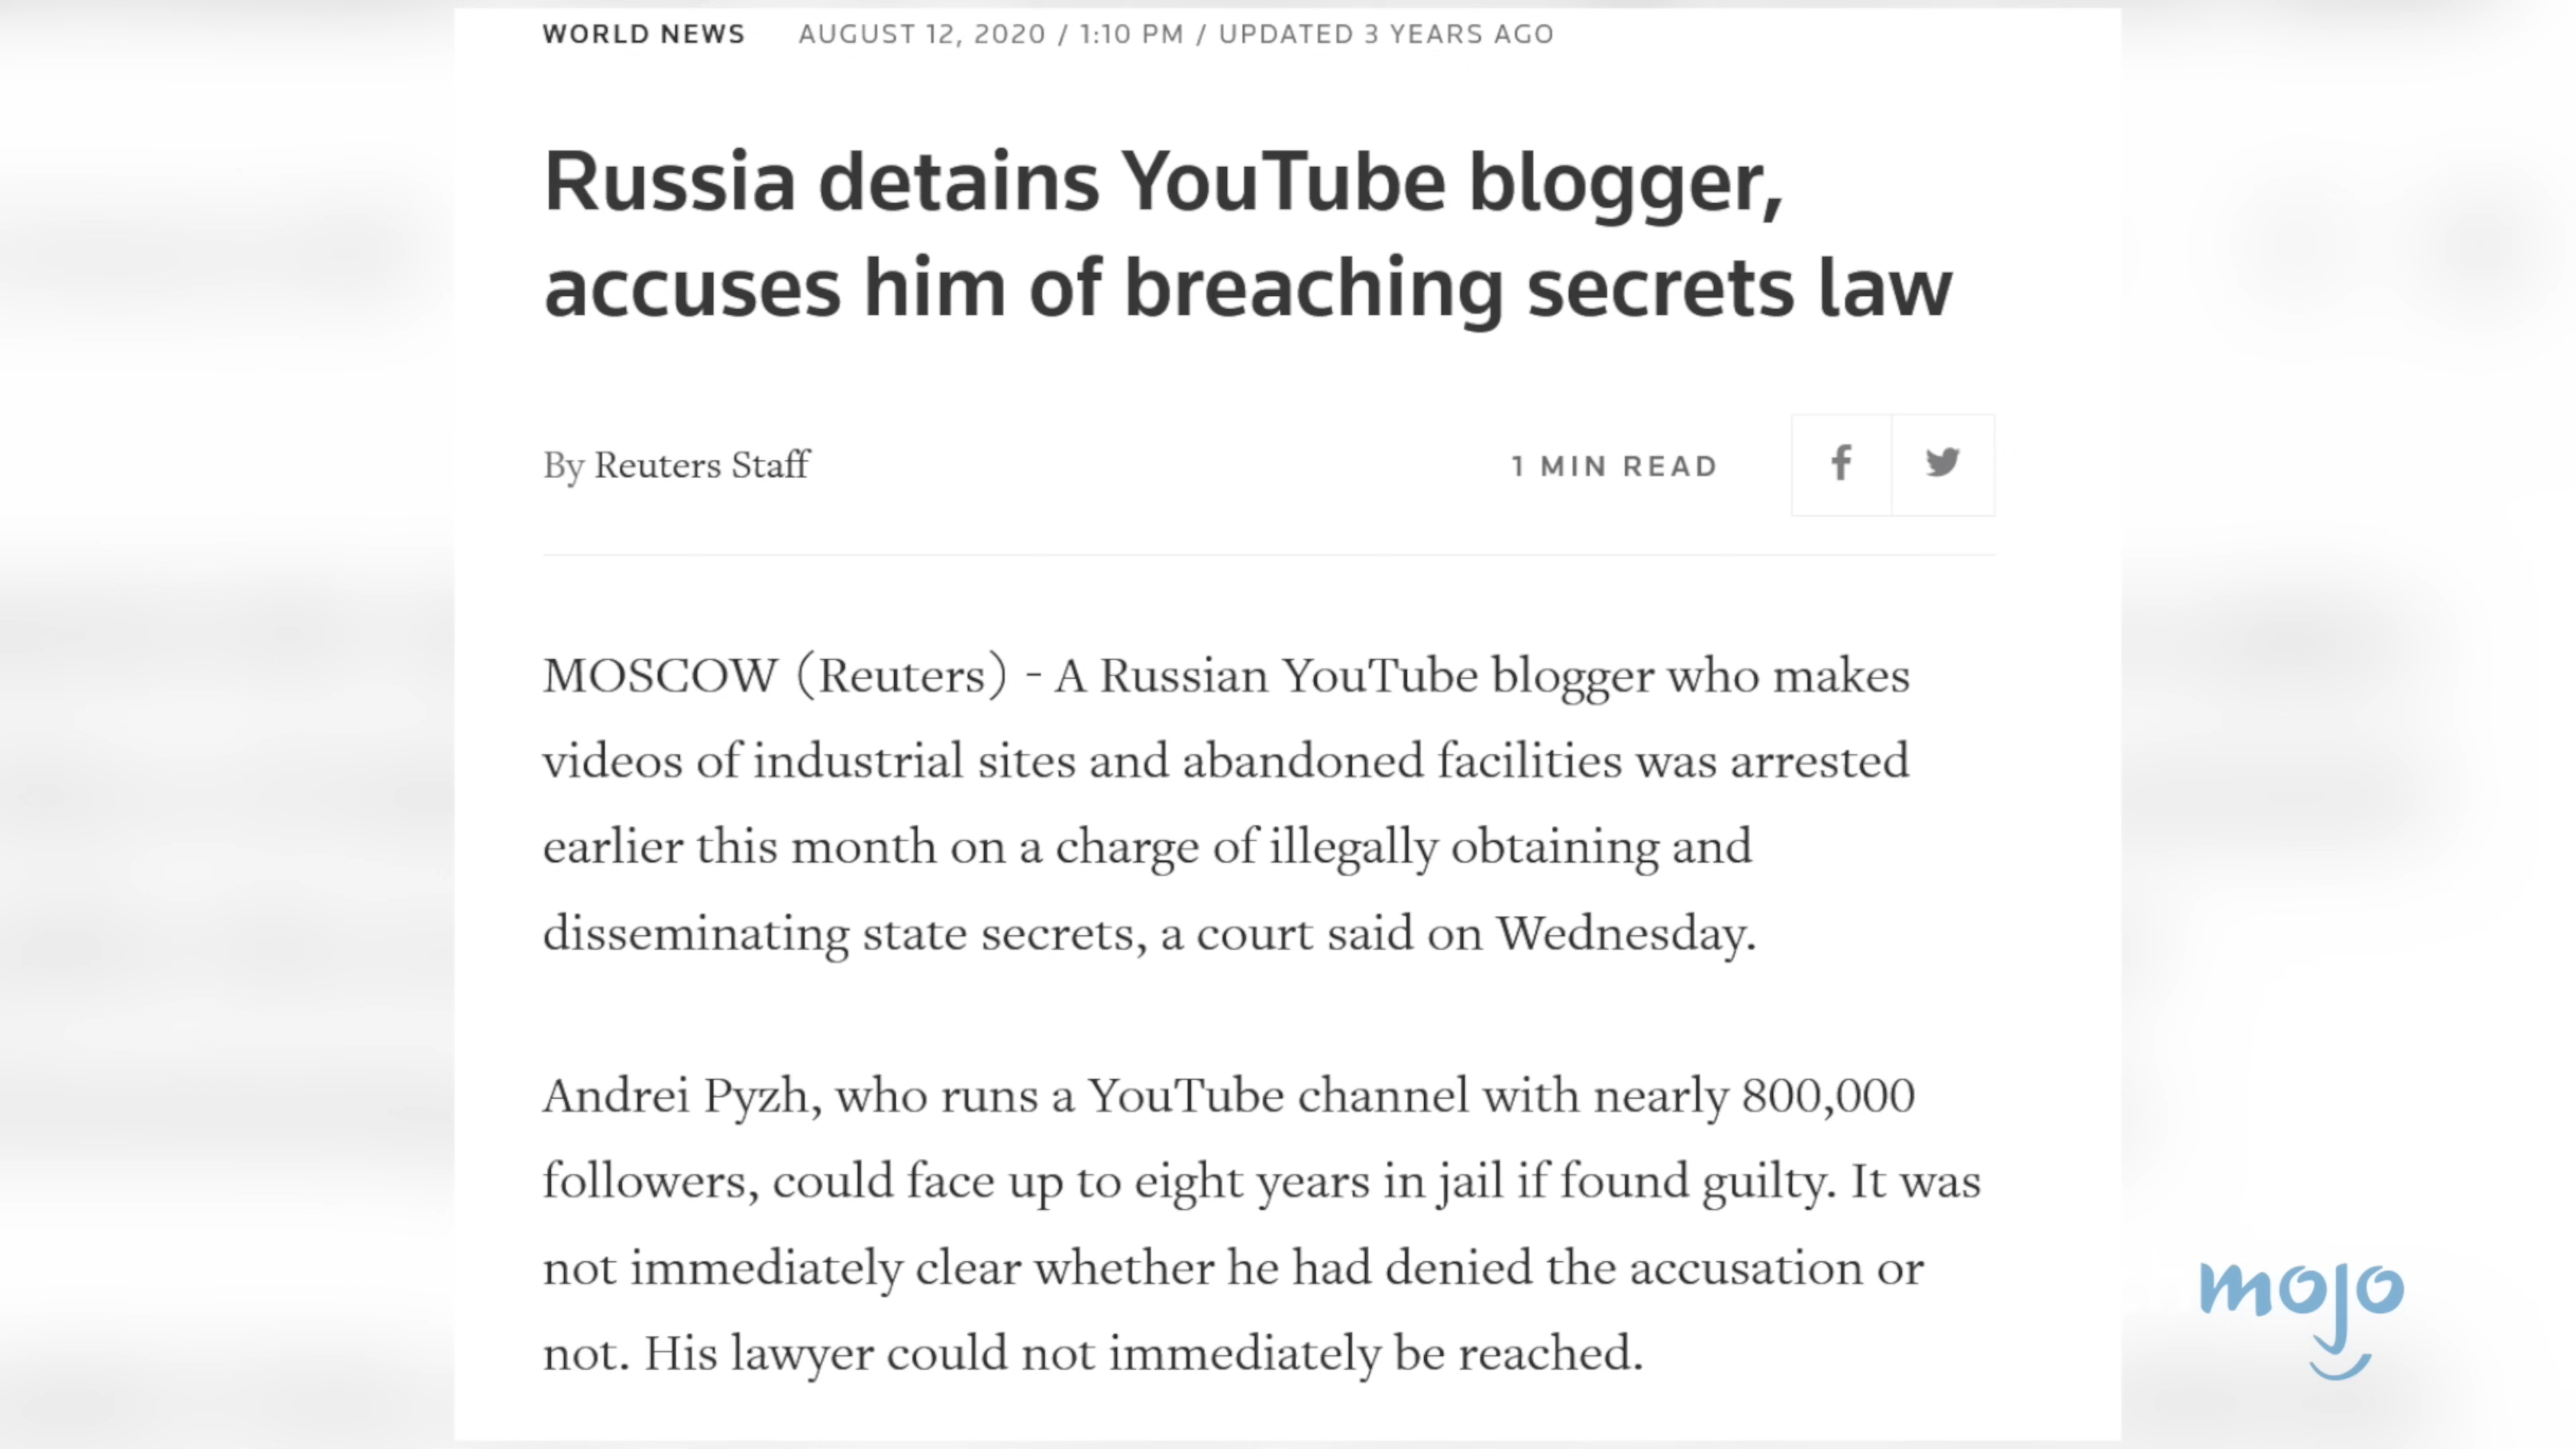 WORLD NEWS AUGUST 12, 2020 / 1:10 PM / UPDATED 3 YEARS AGO
Russia detains YouTube blogger,
accuses him of breaching secrets law
By Reuters Staff 1 MIN READ f
MOSCOW (Reuters) - A Russian YouTube blogger who makes
videos of industrial sites and abandoned facilities was arrested
earlier this month on a charge of illegally obtaining and
disseminating state secrets, a court said on Wednesday.
Andrei Pyzh, who runs a YouTube channel with nearly 800,000
followers, could face up to eight years in jail if found guilty. It was
not immediately clear whether he had denied the accusation or
not. His lawyer could not immediately be reached.
mojo